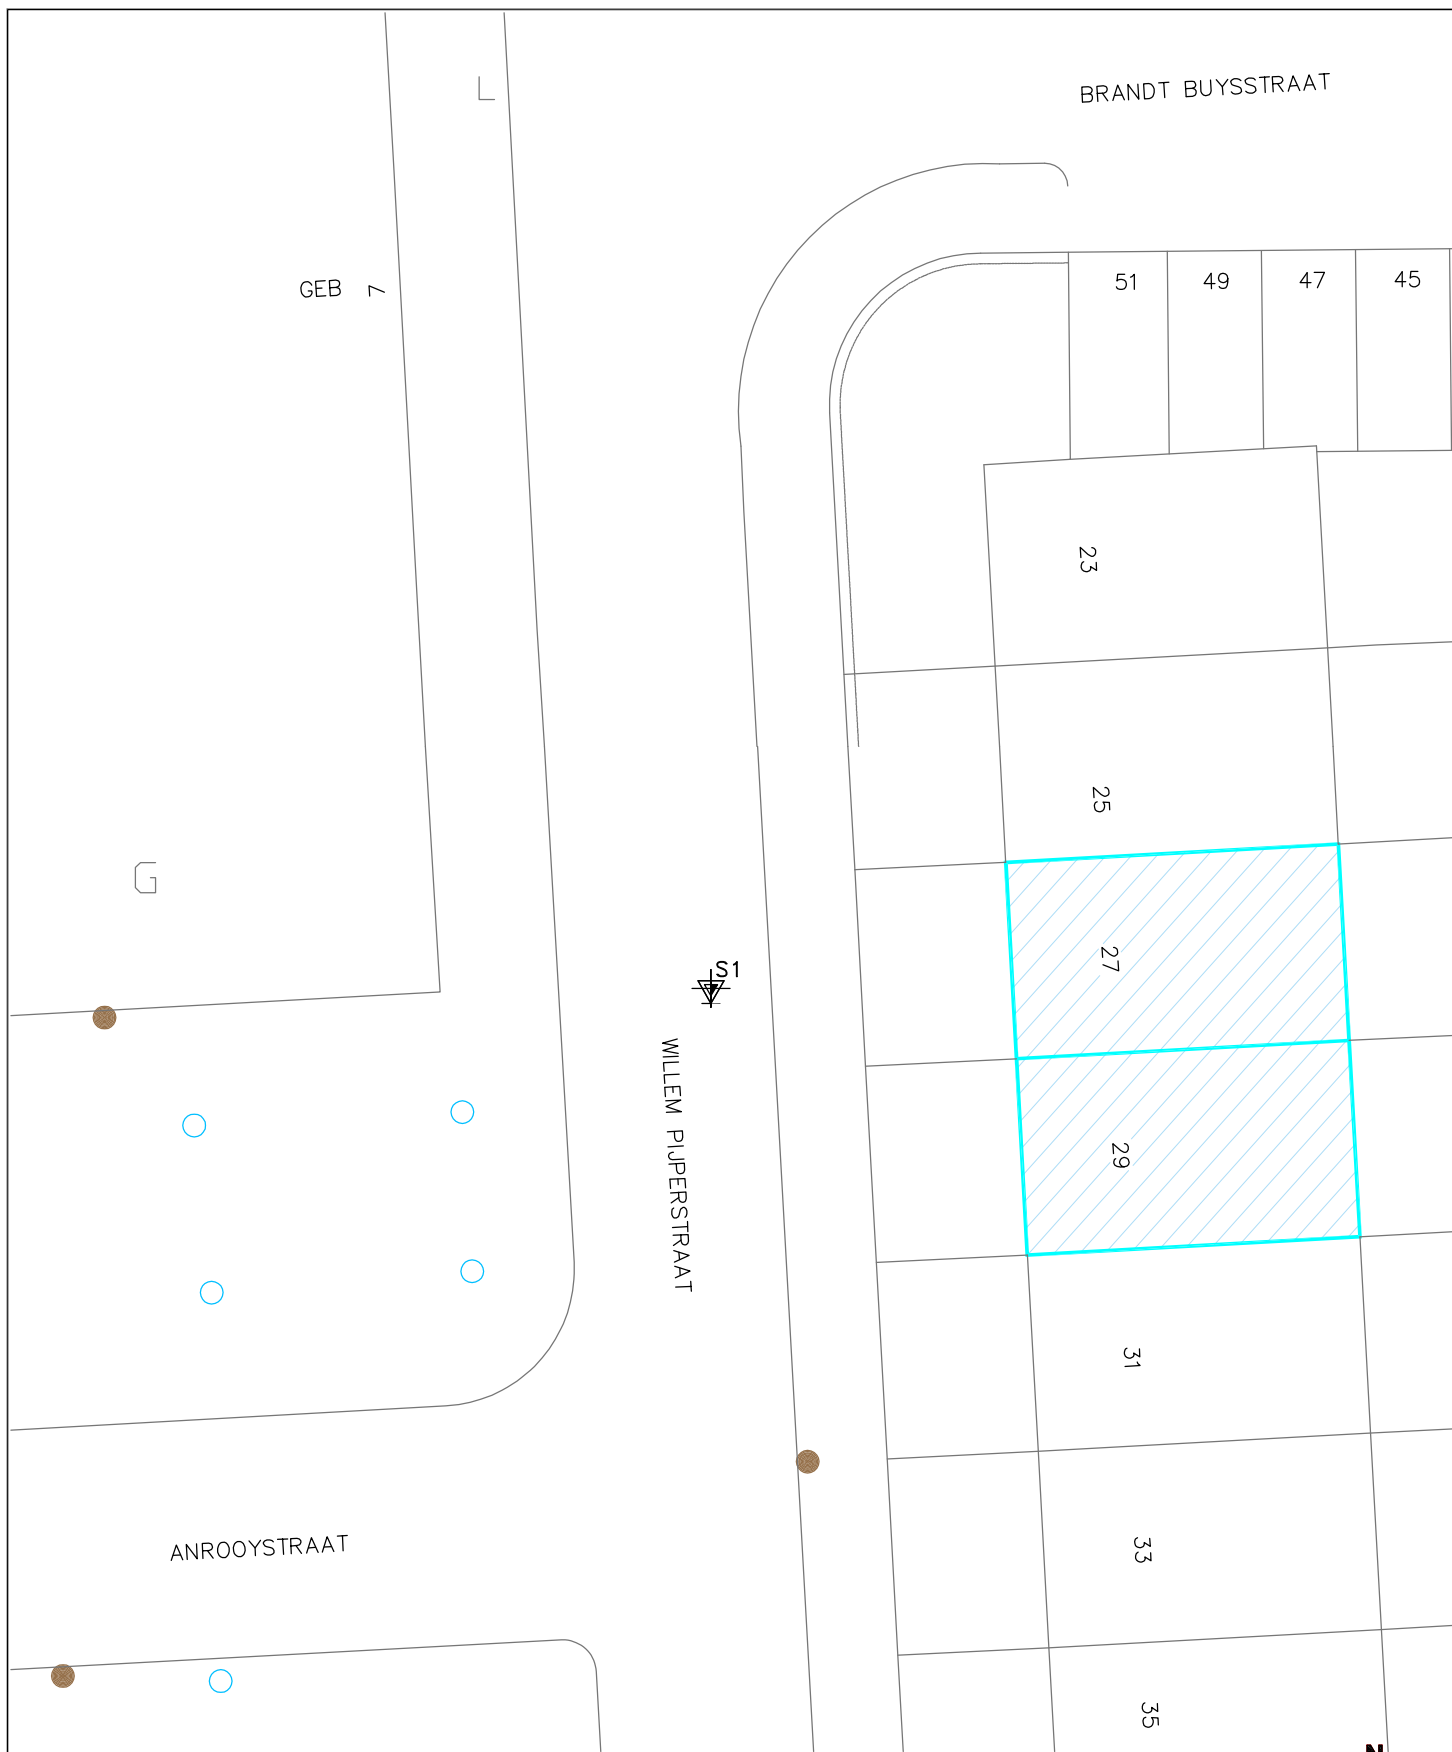 L
BRANDT BUYSSTRAAT
GEB 7
51 49 47 45
23
25
G
27
S1
WILLEM PIJPERSTRAAT
29
31
33
ANROOYSTRAAT
35